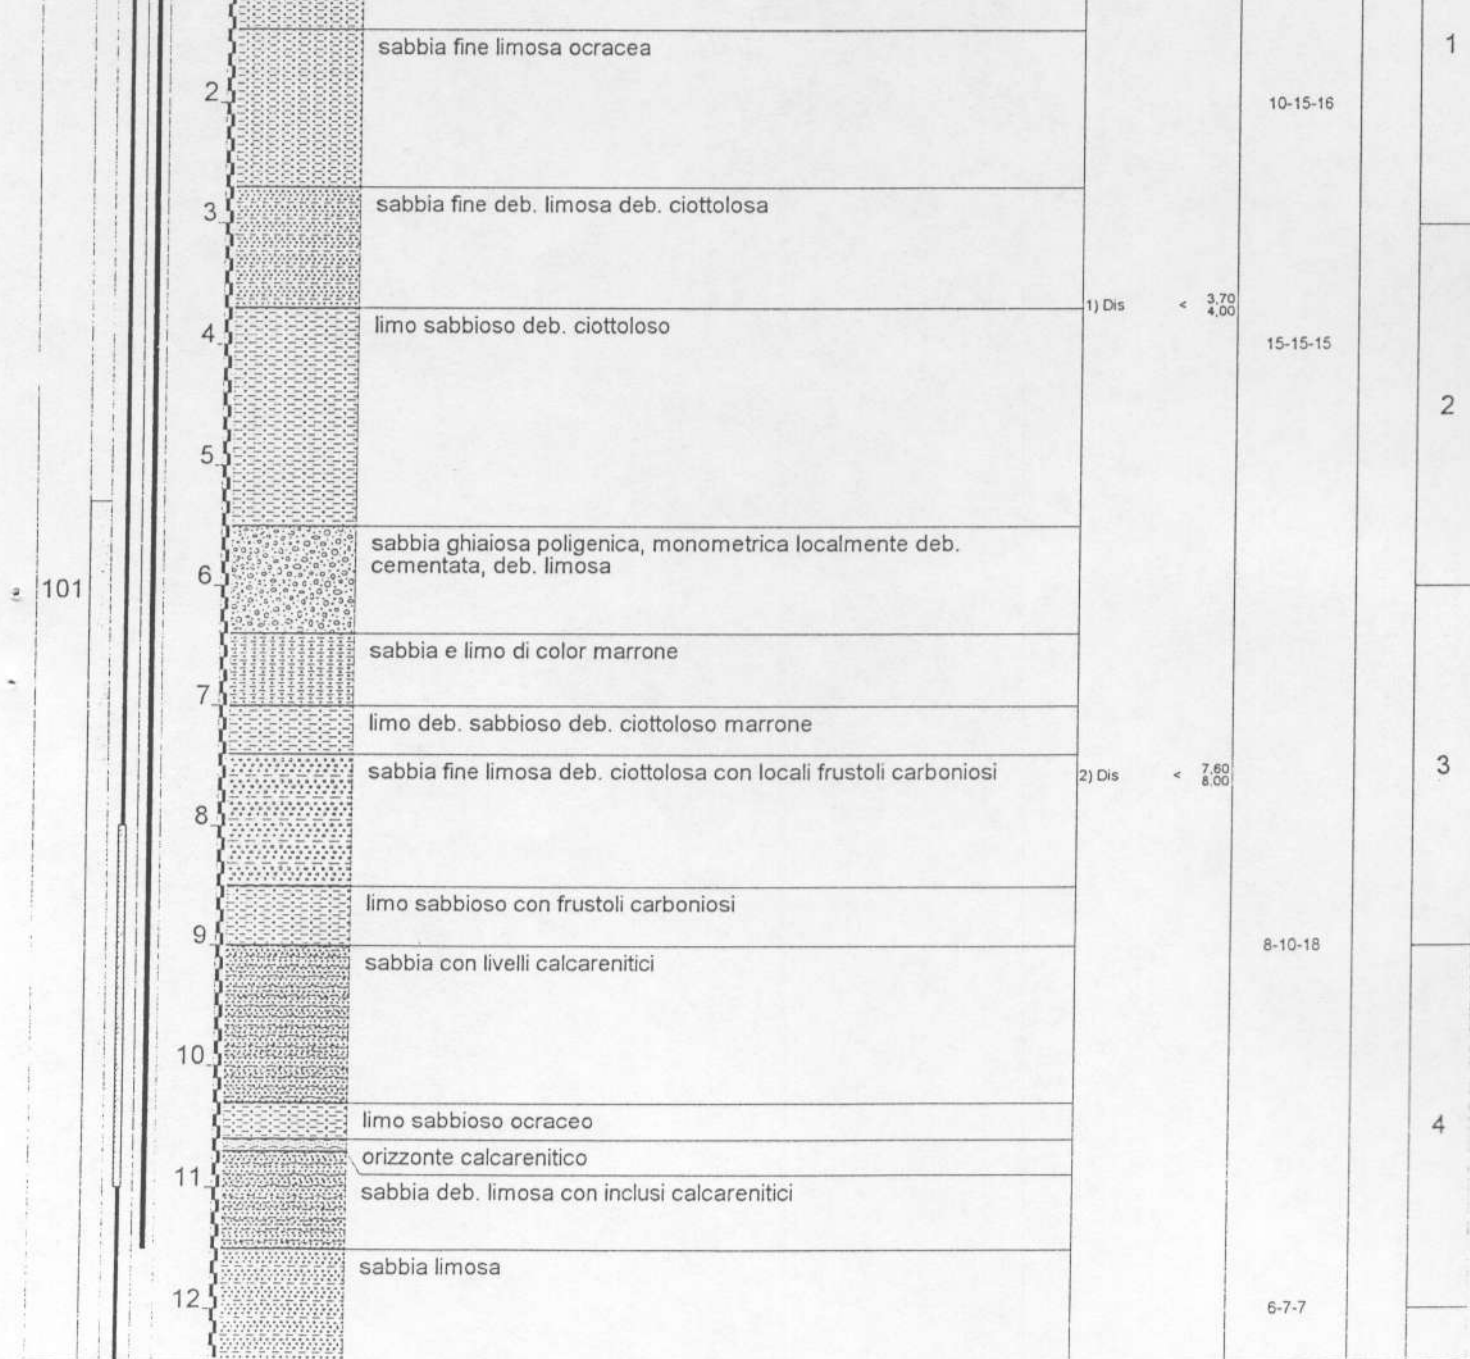 sabbia fine limosa ocracea
1
2
10-15-16
3
sabbia fine deb. limosa deb. ciottolosa
1) Dis < 3,70
4,00
4
limo sabbioso deb. ciottoloso
15-15-15
2
5
sabbia ghiaiosa poligenica, monometrica localmente deb.
cementata, deb. limosa
6
101
sabbia e limo di color marrone
7
limo deb. sabbioso deb. ciottoloso marrone
sabbia fine limosa deb. ciottolosa con locali frustoli carboniosi
2) Dis < 7,60
8,00
3
8
limo sabbioso con frustoli carboniosi
9
8-10-18
sabbia con livelli calcarenitici
10
limo sabbioso ocraceo
4
orizzonte calcarenitico
11
sabbia deb. limosa con inclusi calcarenitici
sabbia limosa
12
6-7-7